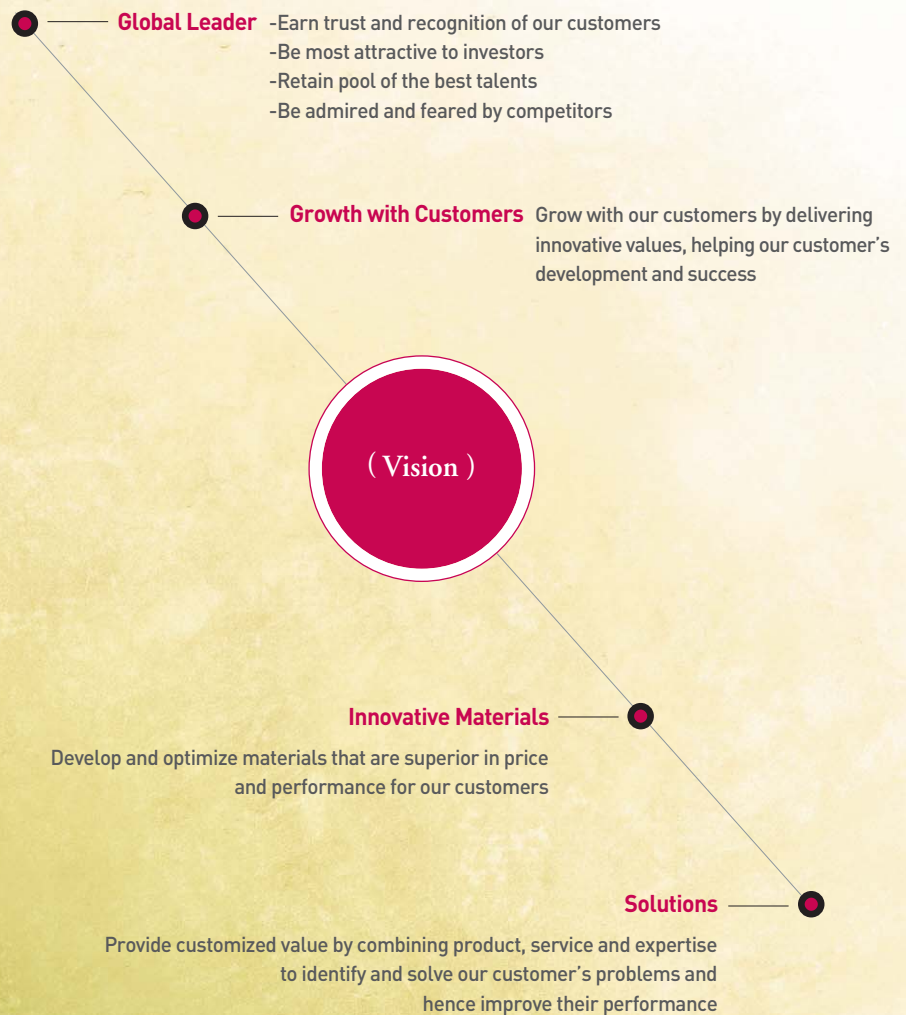 Global Leader -Earn trust and recognition of our customers
-Be most attractive to investors
-Retain pool of the best talents
-Be admired and feared by competitors
Growth with Customers Grow with our customers by delivering
innovative values, helping our customer’s
development and success
( Vision )
Innovative Materials
Develop and optimize materials that are superior in price
and performance for our customers
Solutions
Provide customized value by combining product, service and expertise
to identify and solve our customer’s problems and
hence improve their performance